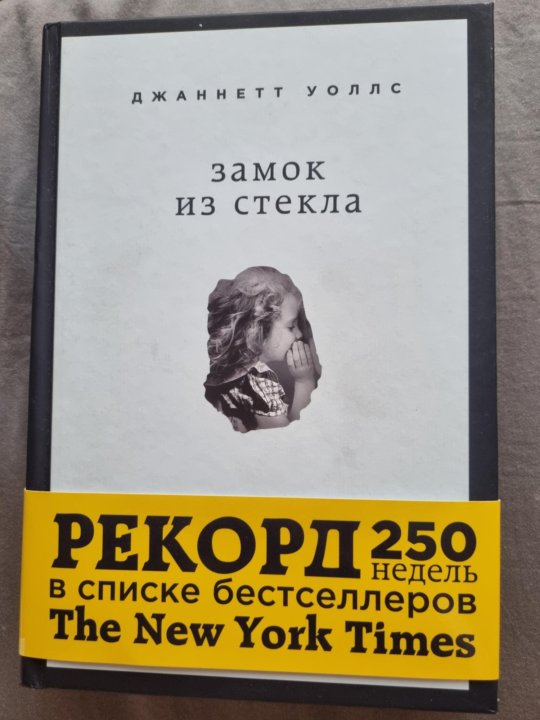 ДЖАННЕТТ УОЛЛС
замок
из стекла
РЕКОРД 250
недель
в списке бестселлеров
The New York Times